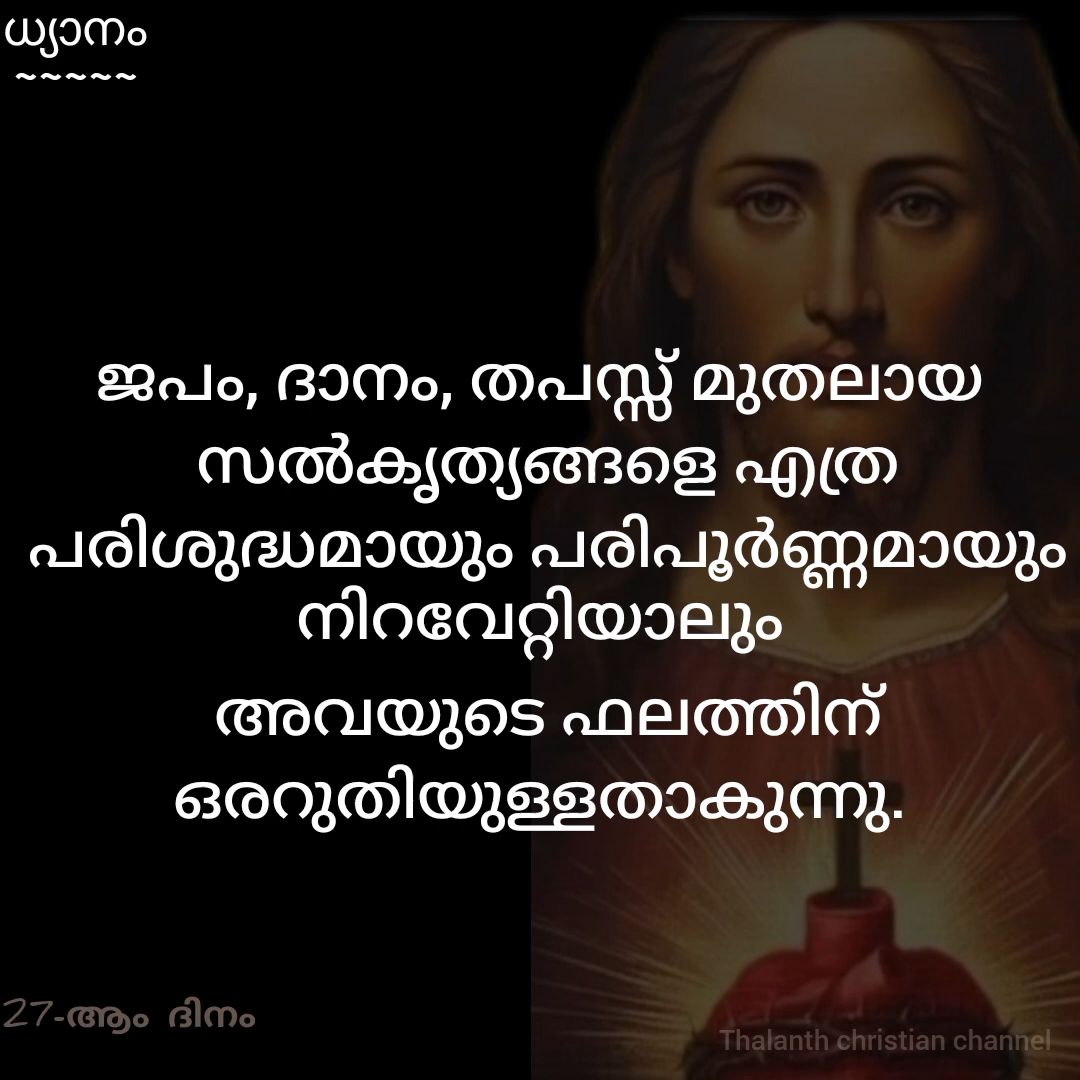 ധ്യാനം
~~~~~
ജപം, ദാനം, തപസ്സ് മുതലായ
സൽകൃത്യങ്ങളെ എത്ര
പരിശുദ്ധമായും പരിപൂർണ്ണമായും
നിറവേറ്റിയാലും
അവയുടെ ഫലത്തിന്
ഒരറുതിയുള്ളതാകുന്നു.
27-ആം ദിനം
Thalanth christian channel